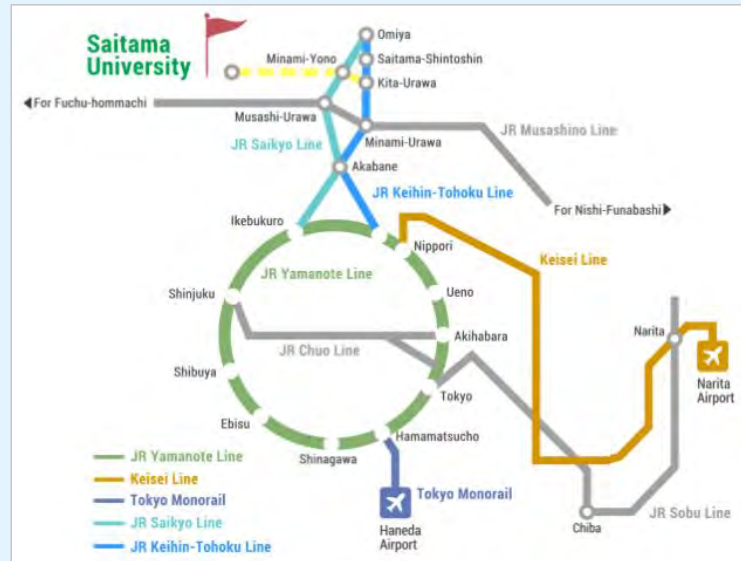 Saitama
University
Omiya
Minami-Yono
Saitama-Shintoshin
Kita-Urawa
◀For Fuchu-hommachi
Musashi-Urawa
JR Musashino Line
JR Saikyo Line
Minami-Urawa
Akabane
JR Keihin-Tohoku Line
For Nishi-Funabashi▶
Ikebukuro
Nippori
Keisei Line
JR Yamanote Line
Shinjuku
Ueno
Akihabara
Narita
JR Chuo Line
Shibuya
Tokyo
Narita
Airport
Ebisu
Hamamatsucho
Shinagawa
JR Yamanote Line
Keisei Line
Tokyo Monorail
JR Saikyo Line
JR Keihin-Tohoku Line
Tokyo Monorail
Haneda
Airport
Chiba
JR Sobu Line